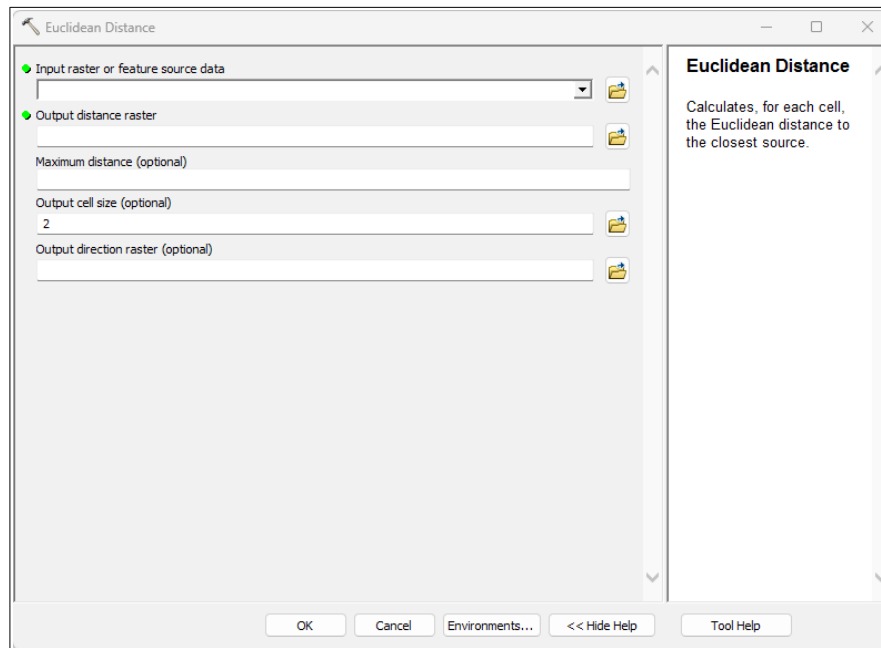 Euclidean Distance
Input raster or feature source data
Output distance raster
Maximum distance (optional)
Output cell size (optional)
2
Output direction raster (optional)
Euclidean Distance
Calculates, for each cell,
the Euclidean distance to
the closest source.
OK
Cancel
Environments...
<< Hide Help
Tool Help